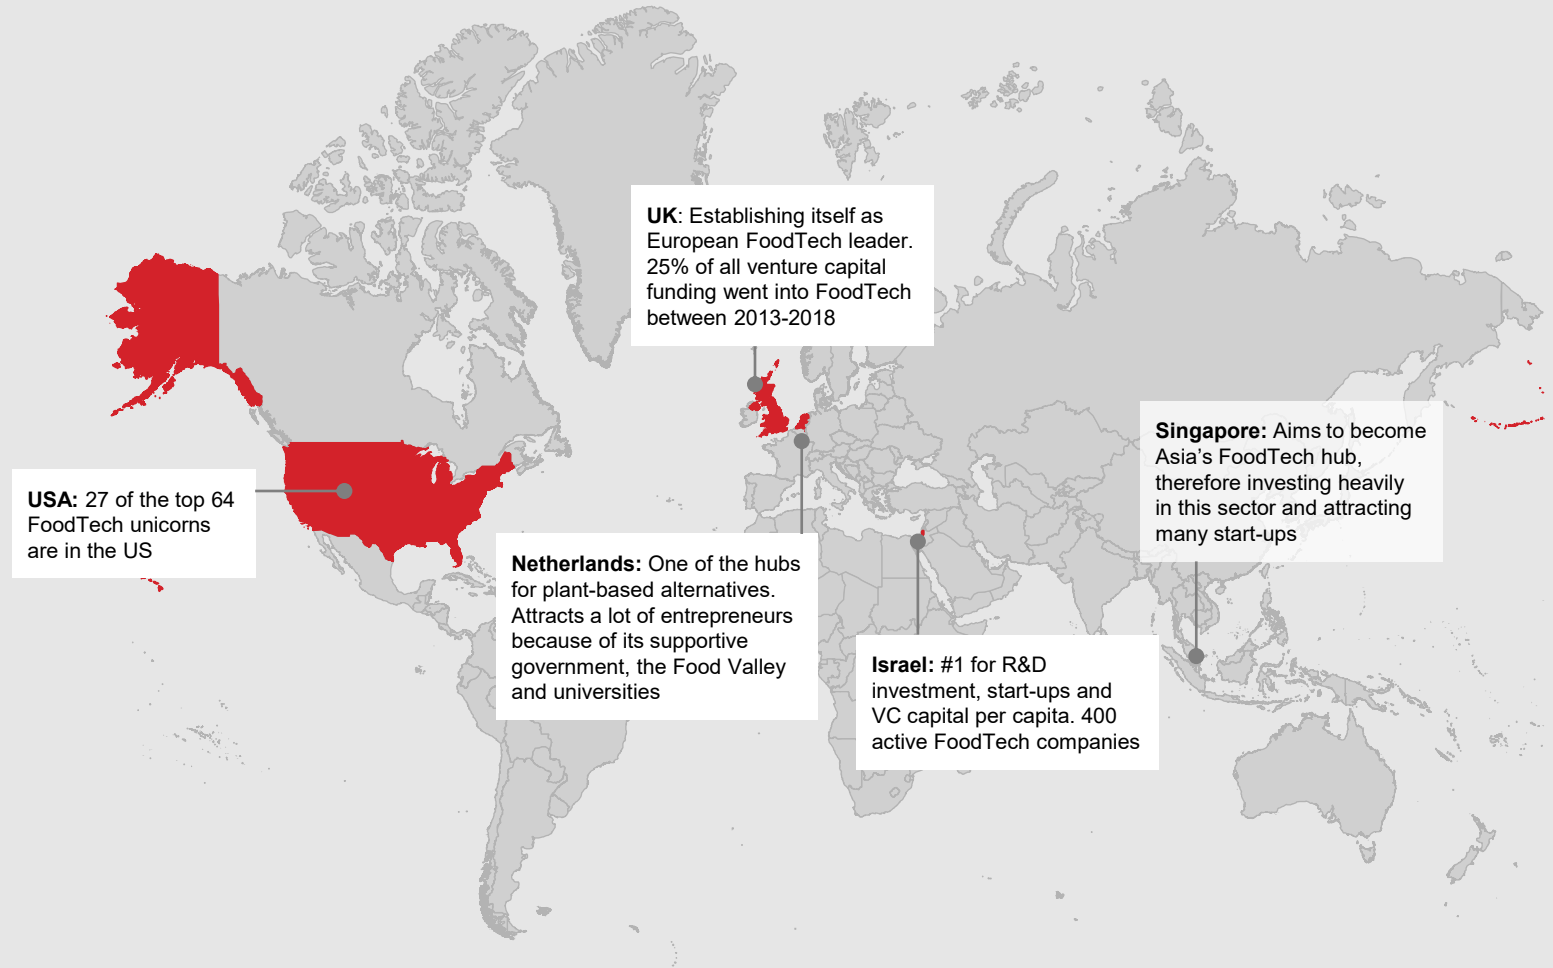 UK: Establishing itself as
European FoodTech leader.
25% of all venture capital
funding went into FoodTech
between 2013-2018
Singapore: Aims to become
Asia’s FoodTech hub,
therefore investing heavily
in this sector and attracting
many start-ups
USA: 27 of the top 64
FoodTech unicorns
are in the US
Netherlands: One of the hubs
for plant-based alternatives.
Attracts a lot of entrepreneurs
because of its supportive
government, the Food Valley
and universities
Israel: #1 for R&D
investment, start-ups and
VC capital per capita. 400
active FoodTech companies